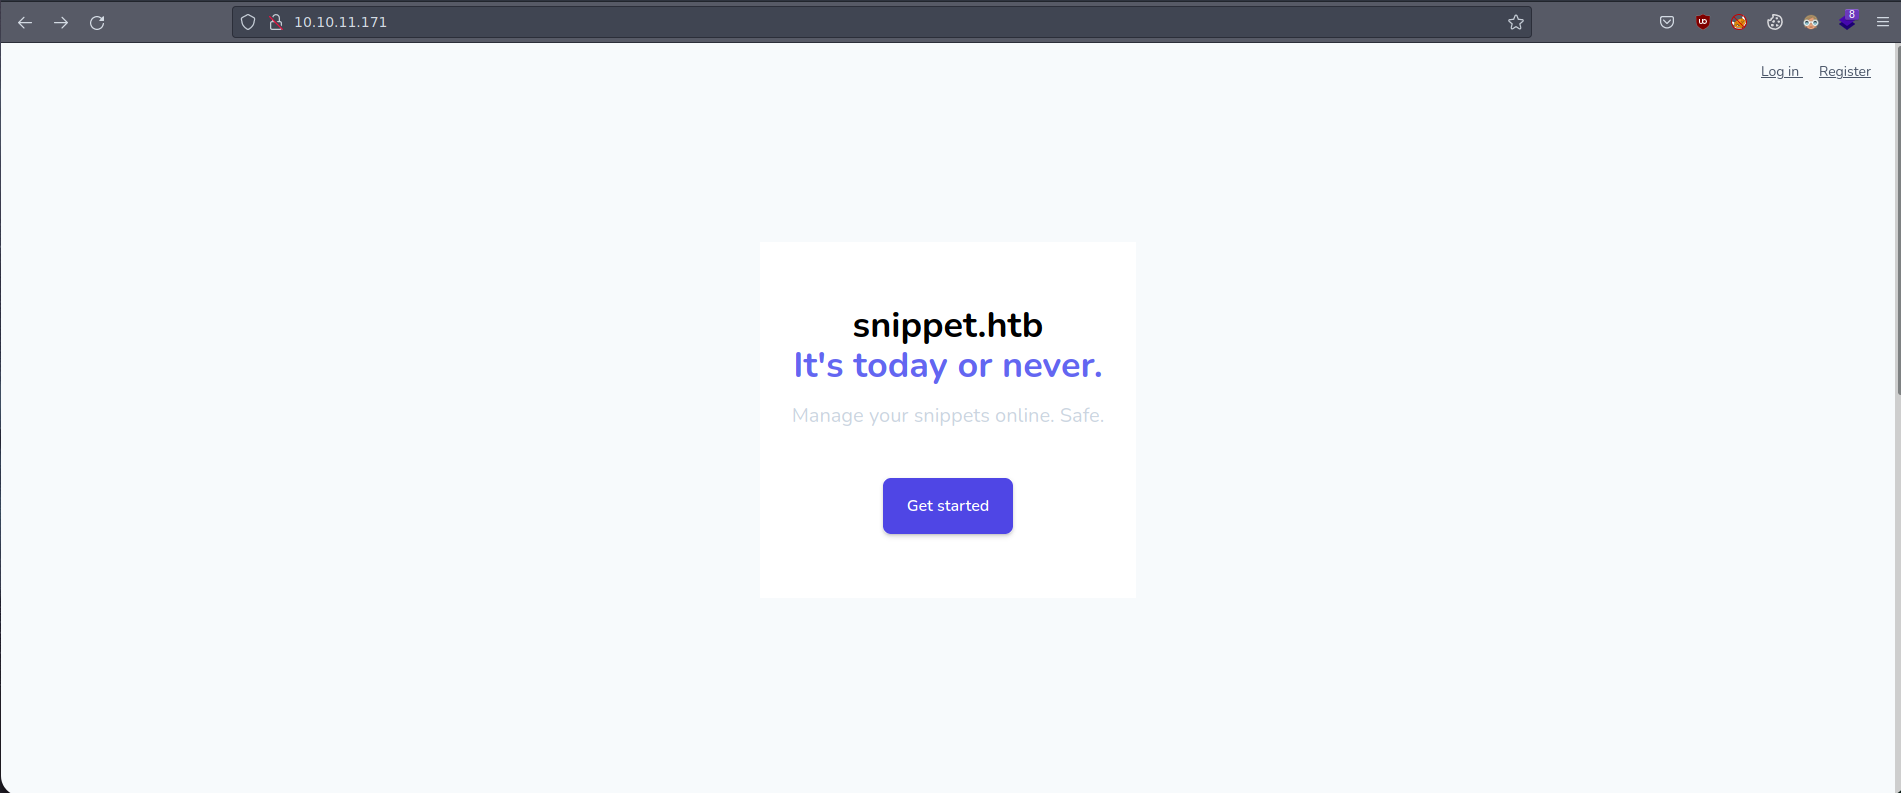 10.10.11.171
8
Log in Register
snippet.htb
It's today or never.
Manage your snippets online. Safe.
Get started